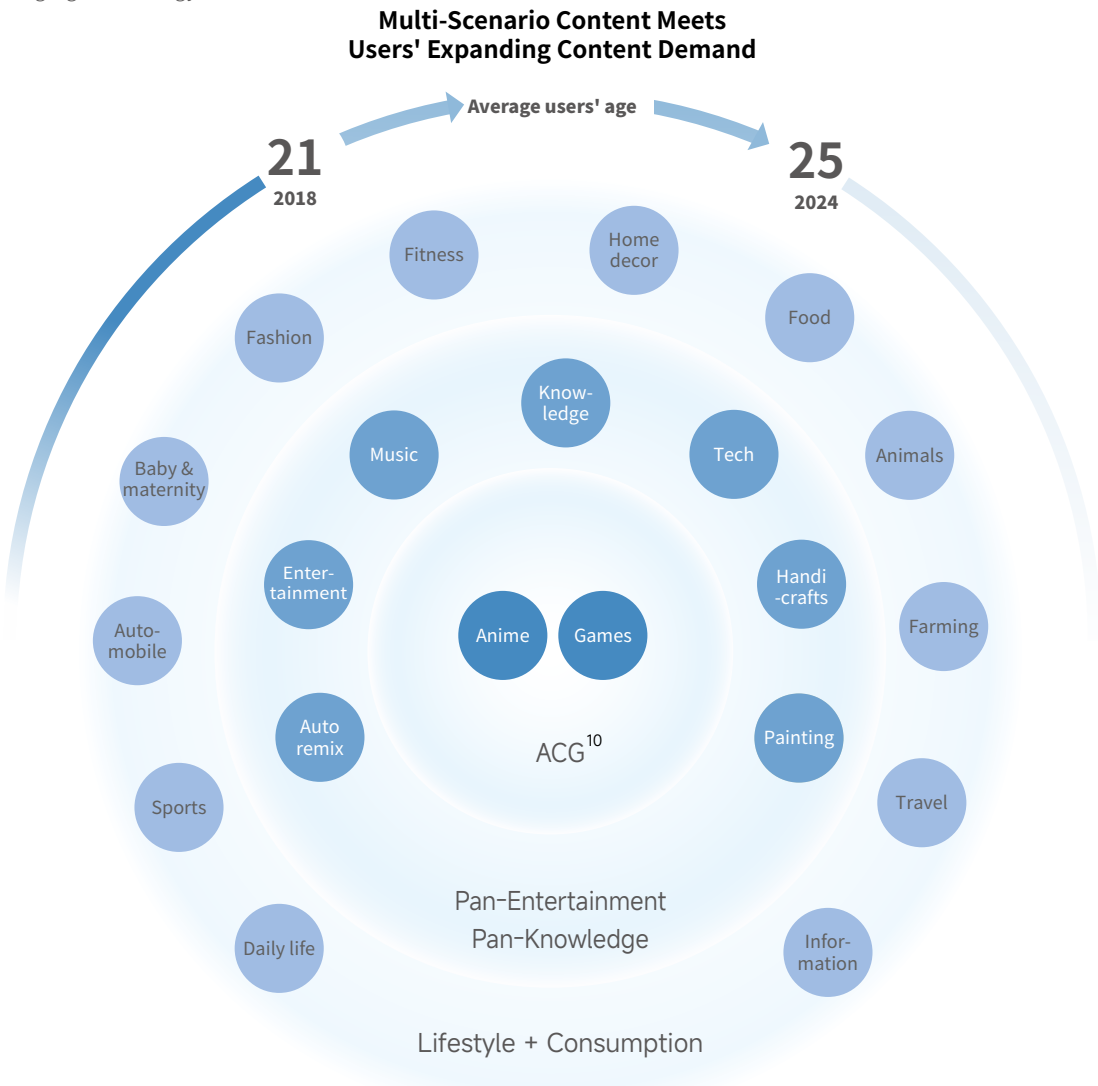 Multi-Scenario Content Meets
Users' Expanding Content Demand
Average users' age
21
2018
25
2024
Fitness
Home
decor
Fashion
Food
Know-
ledge
Music
Tech
Baby &
maternity
Animals
Enter-
tainment
Handi
-crafts
Auto-
mobile
Anime
Games
Farming
Auto
remix
ACG10
Painting
Sports
Travel
Pan-Entertainment
Pan-Knowledge
Daily life
Infor-
mation
Lifestyle + Consumption